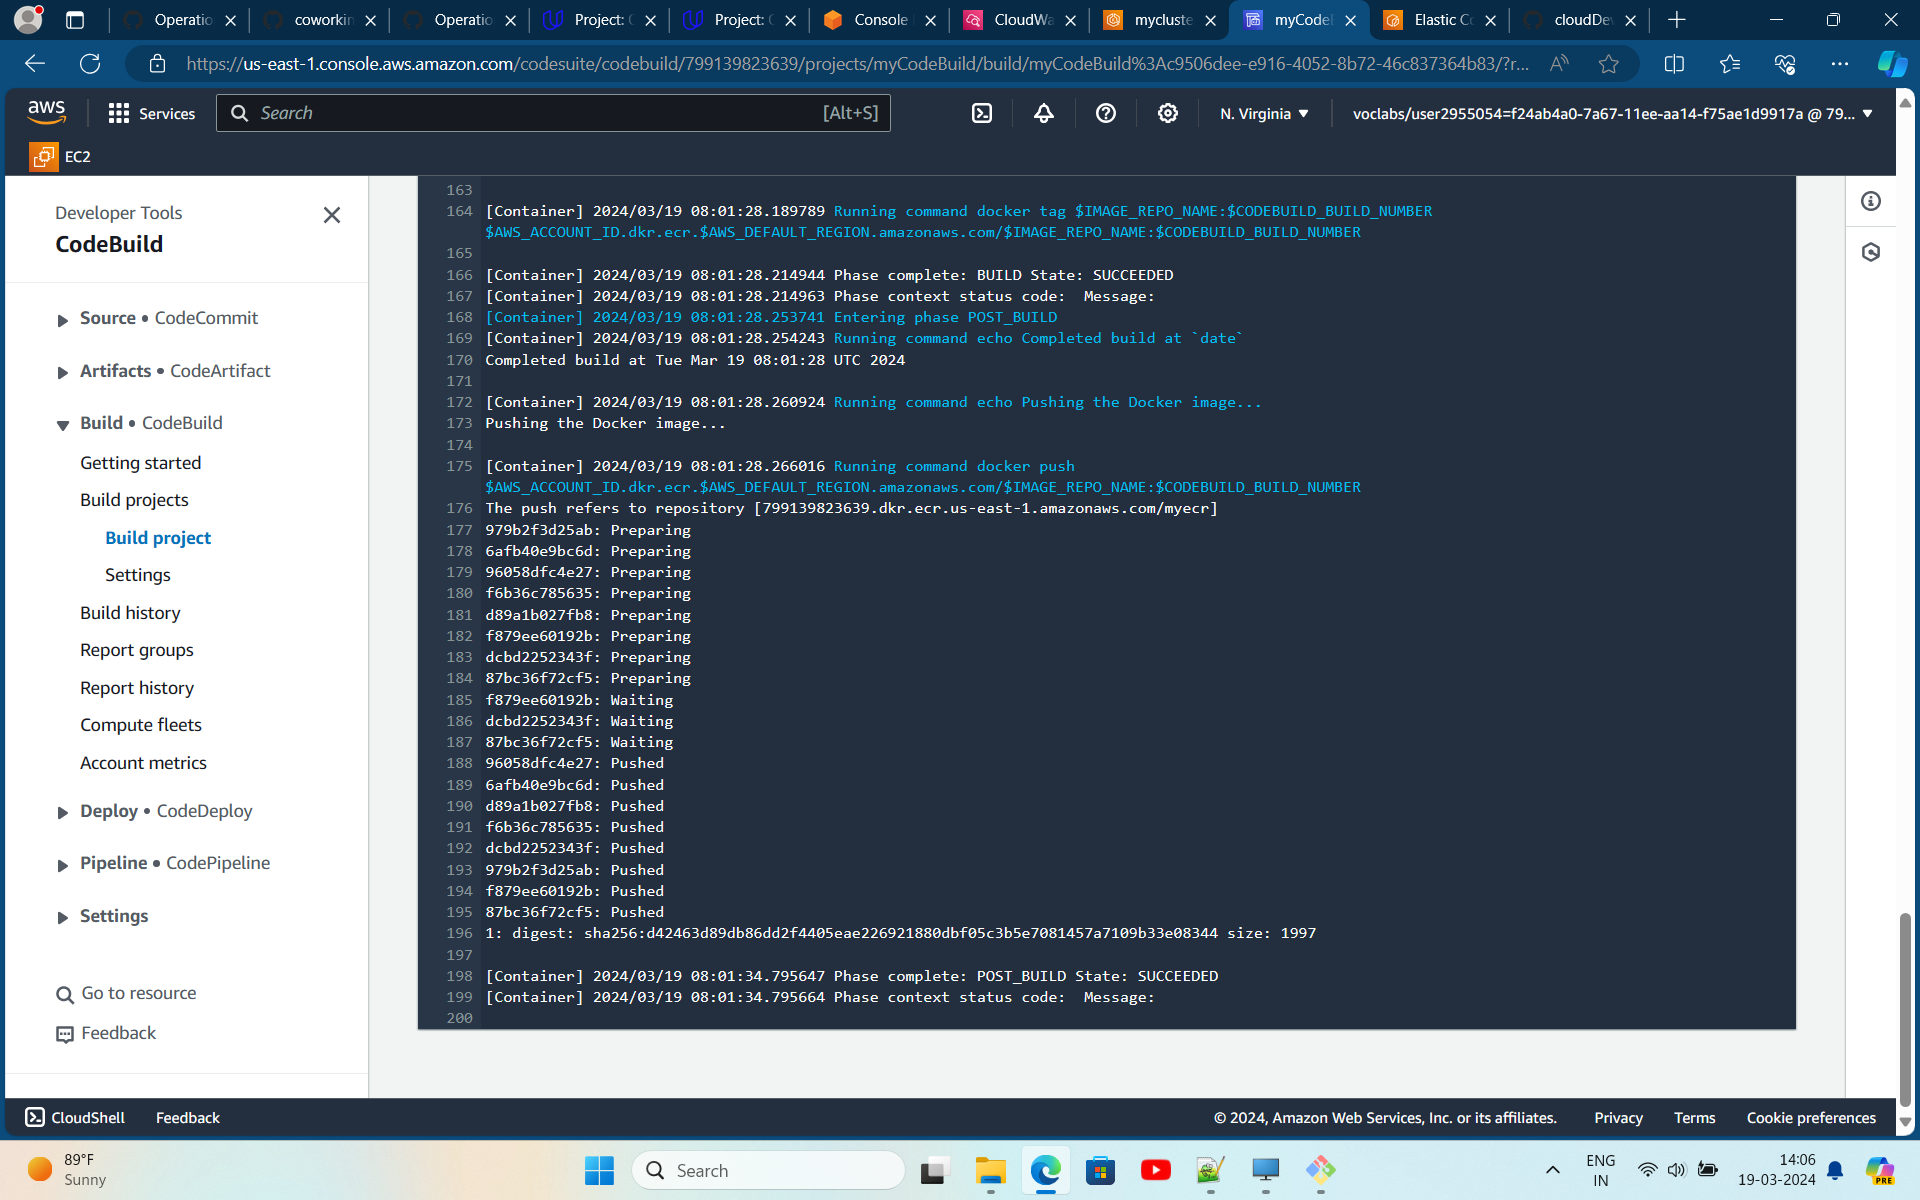 Operatio
coworkin
Operatio
Project: (
Project: (
Console
CloudWa
mycluste
myCodeB
Elastic Co
cloudDev
https://us-east-1.console.aws.amazon.com/codesuite/codebuild/799139823639/projects/myCodeBuild/build/myCodeBuild%3Ac9506dee-e916-4052-8b72-46c837364b83/?r...
aws
Services
Search
[Alt+S]
N. Virginia
voclabs/user2955054=f24ab4a0-7a67-11ee-aa14-f75ae1d9917a @ 79...
EC2
Developer Tools
CodeBuild
Source • CodeCommit
Artifacts • CodeArtifact
Build • CodeBuild
Getting started
Build projects
Build project
Settings
Build history
Report groups
Report history
Compute fleets
Account metrics
Deploy • CodeDeploy
Pipeline • CodePipeline
Settings
Go to resource
Feedback
163
164 [Container] 2024/03/19 08:01:28.189789 Running command docker tag $IMAGE_REPO_NAME:$CODEBUILD_BUILD_NUMBER
$AWS_ACCOUNT_ID.dkr.ecr.$AWS_DEFAULT_REGION.amazonaws.com/$IMAGE_REPO_NAME:$CODEBUILD_BUILD_NUMBER
165
166 [Container] 2024/03/19 08:01:28.214944 Phase complete: BUILD State: SUCCEEDED
167 [Container] 2024/03/19 08:01:28.214963 Phase context status code:  Message:
168 [Container] 2024/03/19 08:01:28.253741 Entering phase POST_BUILD
169 [Container] 2024/03/19 08:01:28.254243 Running command echo Completed build at `date`
170 Completed build at Tue Mar 19 08:01:28 UTC 2024
171
172 [Container] 2024/03/19 08:01:28.260924 Running command echo Pushing the Docker image...
173 Pushing the Docker image...
174
175 [Container] 2024/03/19 08:01:28.266016 Running command docker push
$AWS_ACCOUNT_ID.dkr.ecr.$AWS_DEFAULT_REGION.amazonaws.com/$IMAGE_REPO_NAME:$CODEBUILD_BUILD_NUMBER
176 The push refers to repository [799139823639.dkr.ecr.us-east-1.amazonaws.com/myecr]
177 979b2f3d25ab: Preparing
178 6afb40e9bc6d: Preparing
179 96058dfc4e27: Preparing
180 f6b36c785635: Preparing
181 d89a1b027fb8: Preparing
182 f879ee60192b: Preparing
183 dcbd2252343f: Preparing
184 87bc36f72cf5: Preparing
185 f879ee60192b: Waiting
186 dcbd2252343f: Waiting
187 87bc36f72cf5: Waiting
188 96058dfc4e27: Pushed
189 6afb40e9bc6d: Pushed
190 d89a1b027fb8: Pushed
191 f6b36c785635: Pushed
192 dcbd2252343f: Pushed
193 979b2f3d25ab: Pushed
194 f879ee60192b: Pushed
195 87bc36f72cf5: Pushed
196 1: digest: sha256:d42463d89db86dd2f4405eae226921880dbf05c3b5e7081457a7109b33e08344 size: 1997
197
198 [Container] 2024/03/19 08:01:34.795647 Phase complete: POST_BUILD State: SUCCEEDED
199 [Container] 2024/03/19 08:01:34.795664 Phase context status code:  Message:
200
CloudShell
Feedback
© 2024, Amazon Web Services, Inc. or its affiliates.
Privacy
Terms
Cookie preferences
89°F
Sunny
Search
PRE
ENG
IN
14:06
19-03-2024